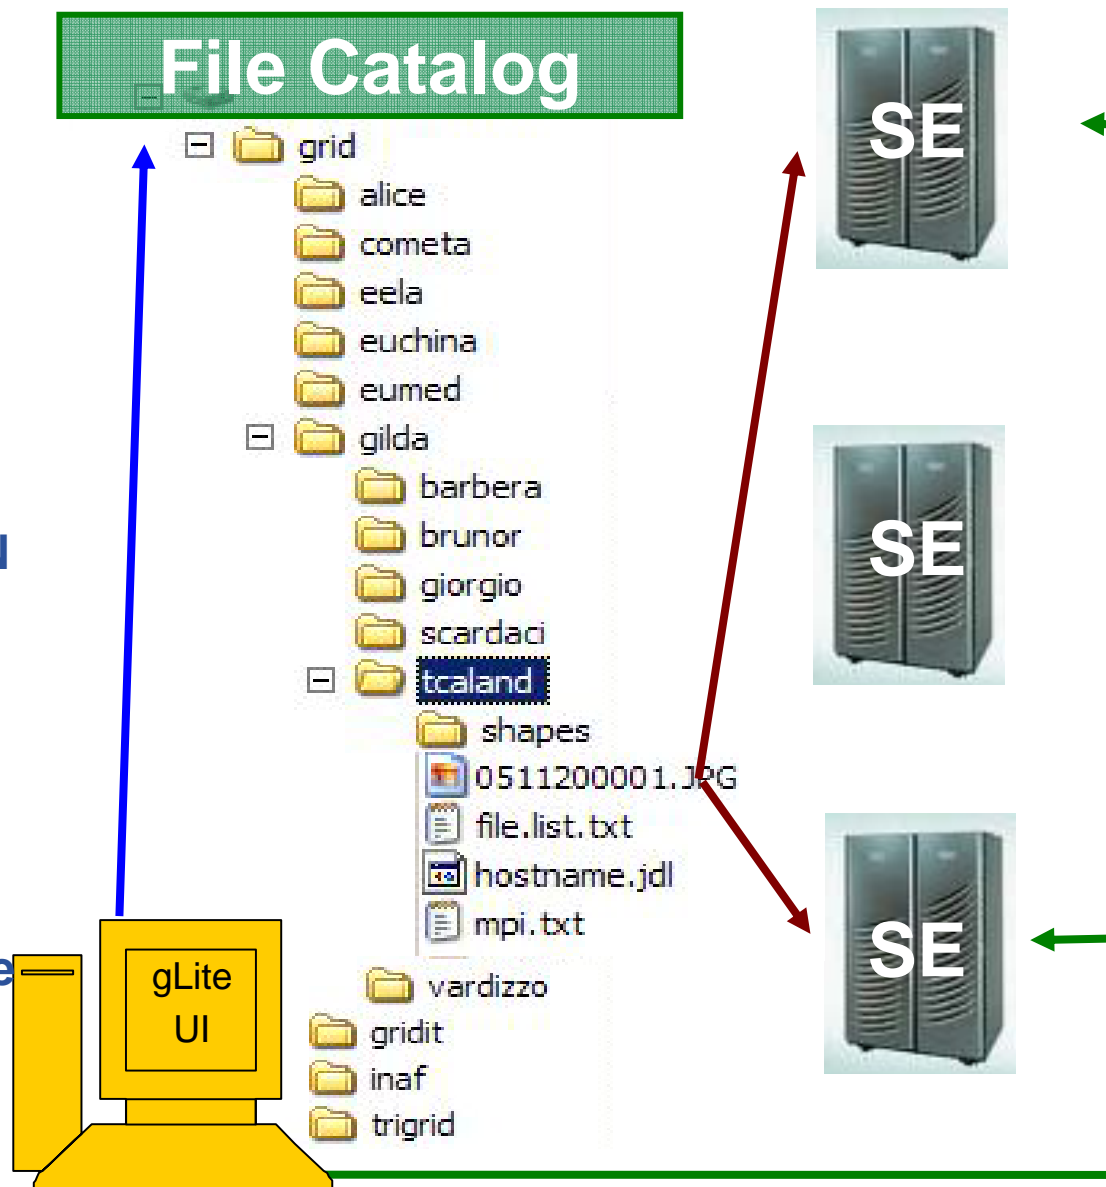 File Catalog
grid
alice
cometa
eela
euchina
eumed
gilda
barbera
brunor
giorgio
scardaci
tcaland
shapes
0511200001.JPG
file.list.txt
hostname.jdl
mpi.txt
vardizzo
gridit
inaf
trigrid
SE
SE
SE
e
gLite
UI